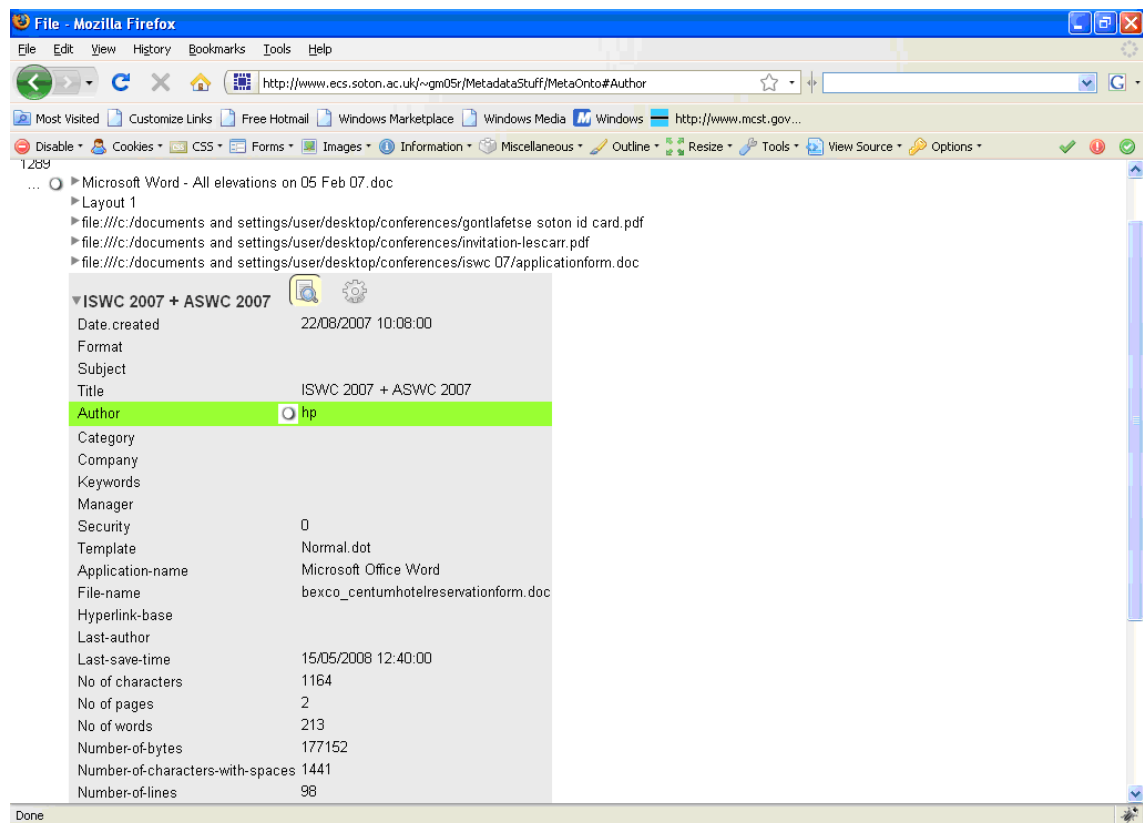 File - Mozilla Firefox
File Edit View History Bookmarks Tools Help
http://www.ecs.soton.ac.uk/~gm05r/MetadataStuff/MetaOnto#Author G
Most Visited Customize Links Free Hotmail Windows Marketplace Windows Media Windows http://www.mcst.gov...
Disable Cookies CSS Forms Images Information Miscellaneous Outline Resize Tools View Source Options
1289
... Microsoft Word - All elevations on 05 Feb 07.doc
Layout 1
file:///c:/documents and settings/user/desktop/conferences/gontlafetse soton id card.pdf
file:///c:/documents and settings/user/desktop/conferences/invitation-lescarr.pdf
file:///c:/documents and settings/user/desktop/conferences/iswc 07/applicationform.doc
ISWC 2007 + ASWC 2007
Date.created 22/08/2007 10:08:00
Format
Subject
Title ISWC 2007 + ASWC 2007
Author hp
Category
Company
Keywords
Manager
Security 0
Template Normal.dot
Application-name Microsoft Office Word
File-name bexco_centumhotelreservationform.doc
Hyperlink-base
Last-author
Last-save-time 15/05/2008 12:40:00
No of characters 1164
No of pages 2
No of words 213
Number-of-bytes 177152
Number-of-characters-with-spaces 1441
Number-of-lines 98
Done